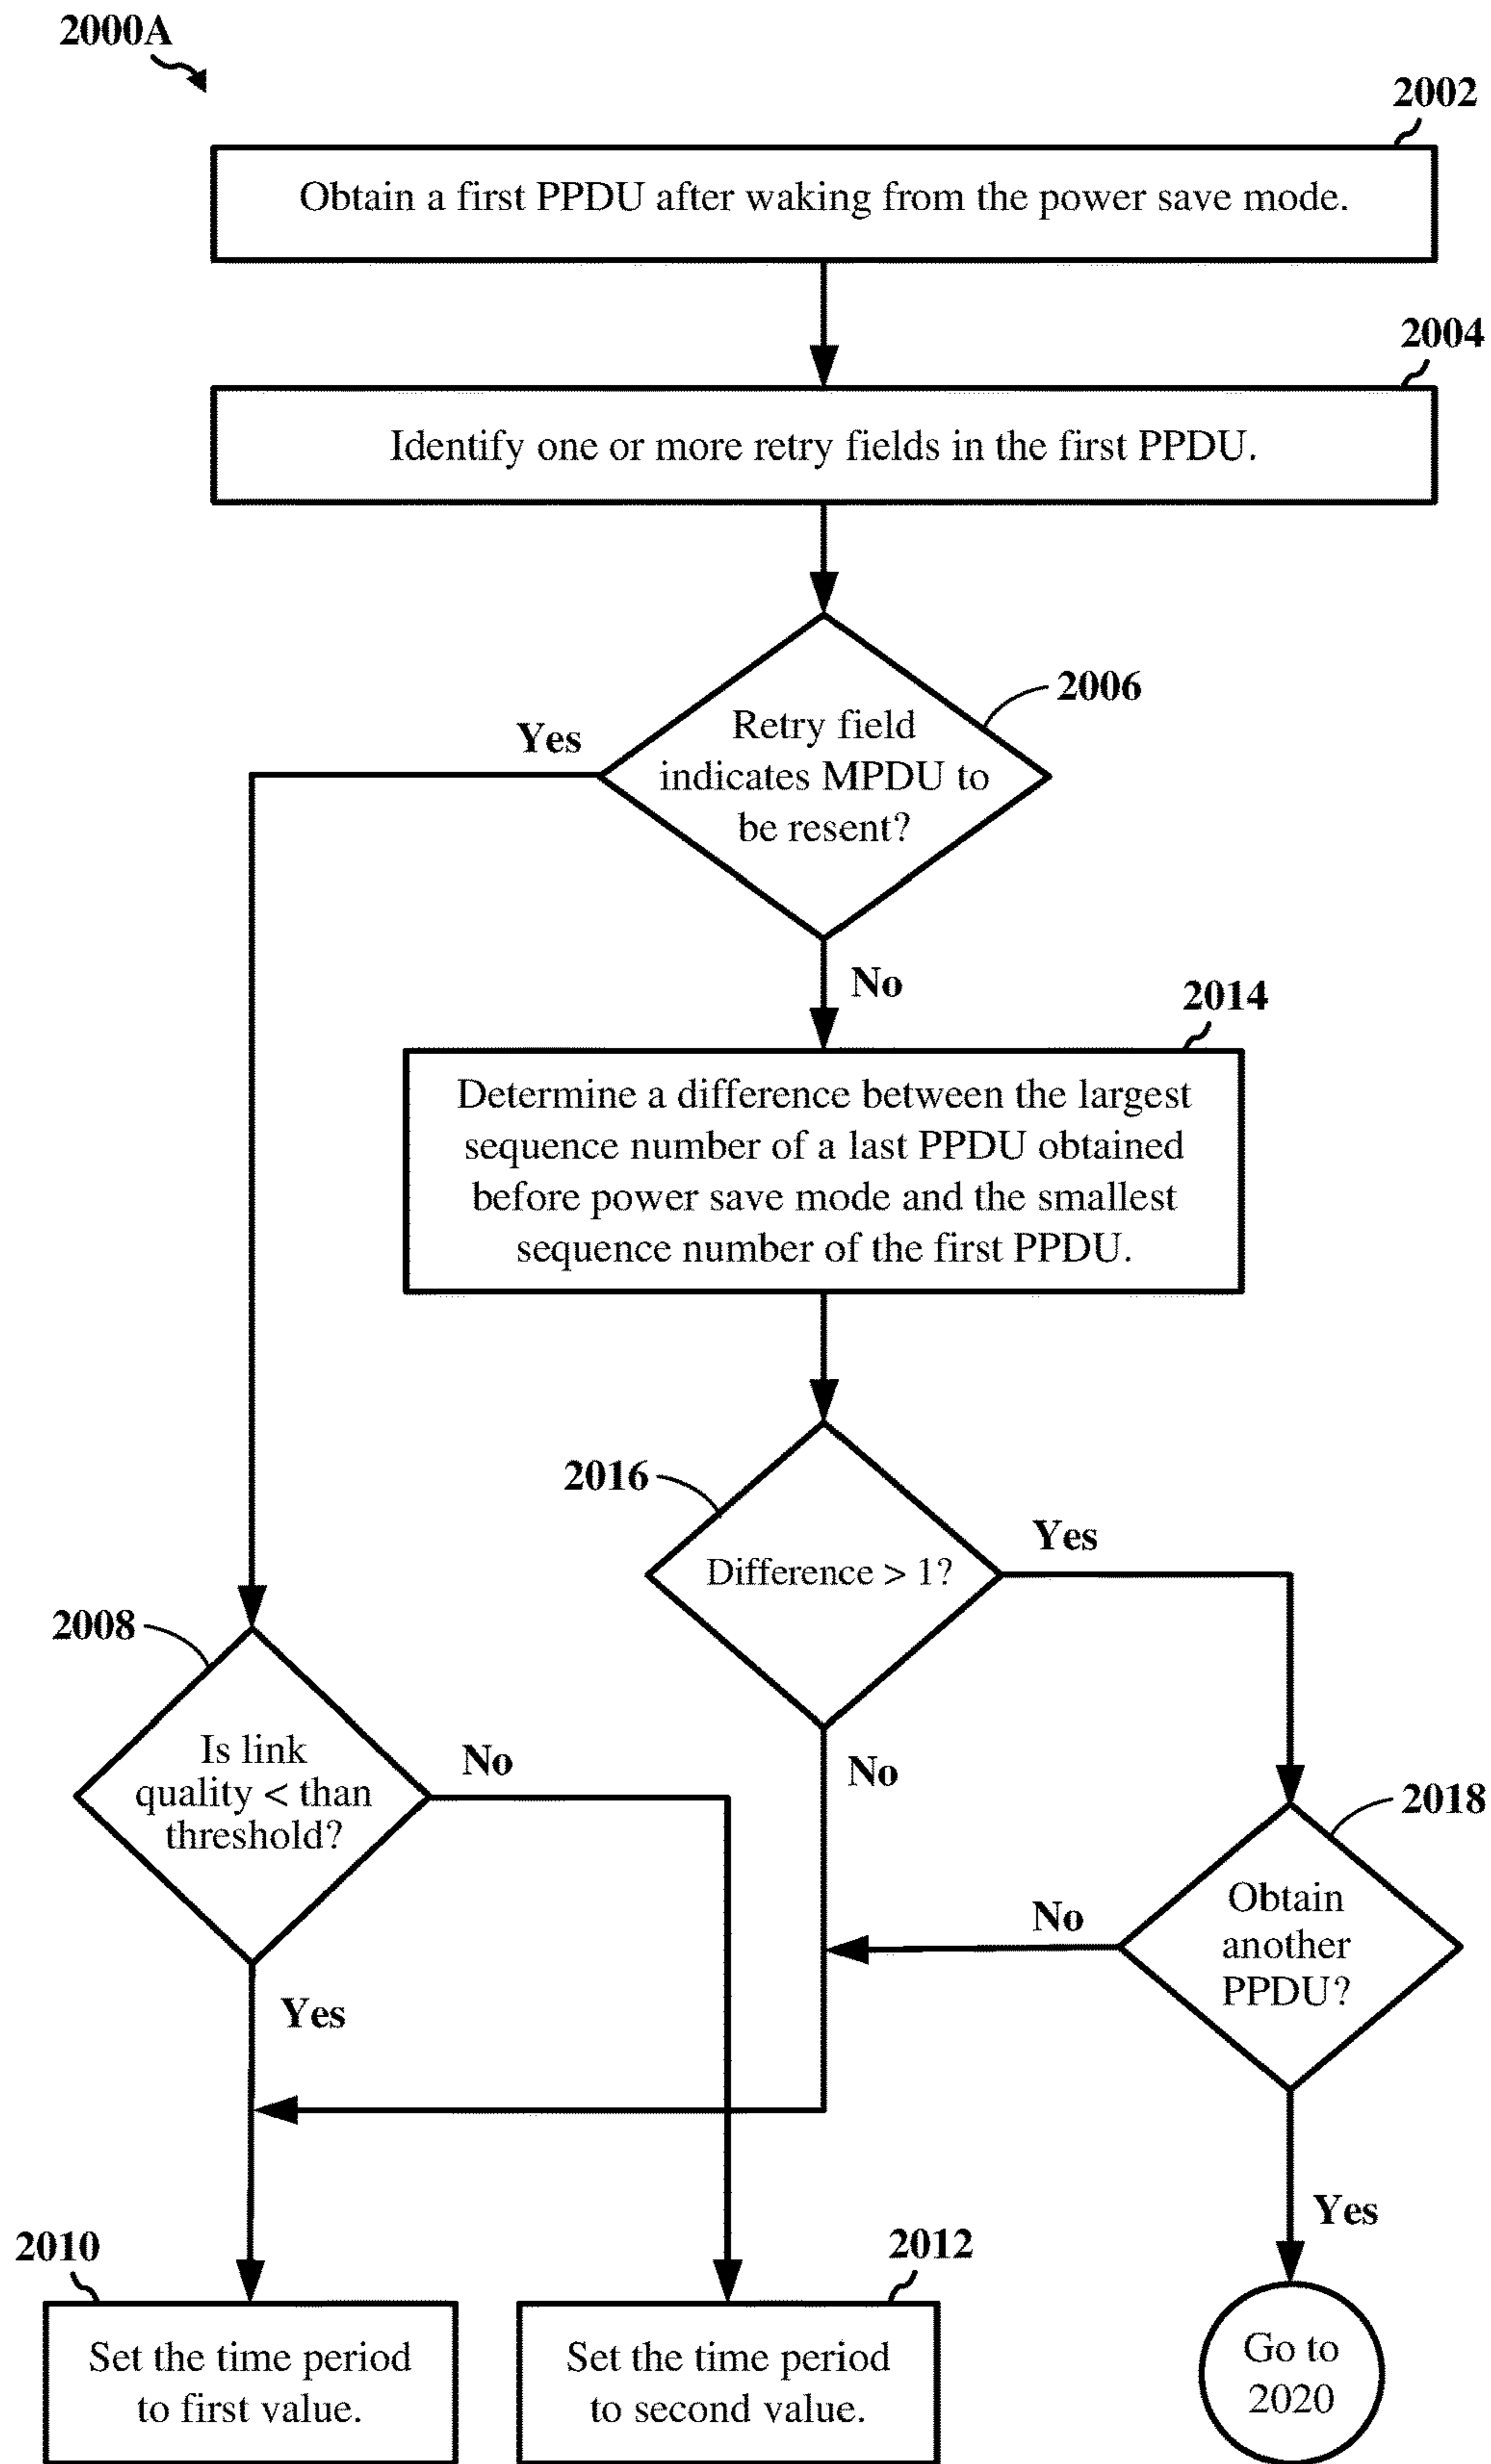 2000A
2002
Obtain a first PPDU after waking from the power save mode.
2004
Identify one or more retry fields in the first PPDU.
2006
Retry field
indicates MPDU to
be resent?
Yes
No
2014
Determine a difference between the largest
sequence number of a last PPDU obtained
before power save mode and the smallest
sequence number of the first PPDU.
2016
Difference > 1?
Yes
No
2008
Is link
quality < than
threshold?
No
Yes
2018
Obtain
another
PPDU?
No
Yes
2010
Set the time period
to first value.
2012
Set the time period
to second value.
Go to
2020